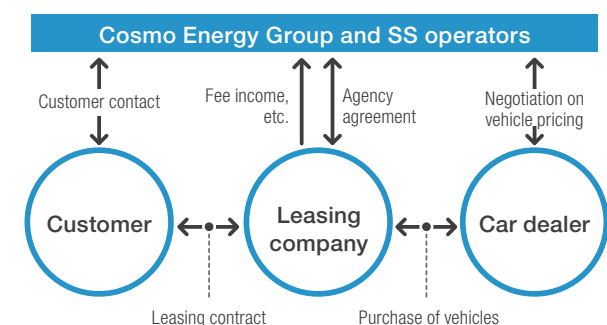 Cosmo Energy Group and SS operators
Customer contact
Fee income,
etc.
Agency
agreement
Negotiation on
vehicle pricing
Customer
Leasing
company
Car dealer
Leasing contract
Purchase of vehicles